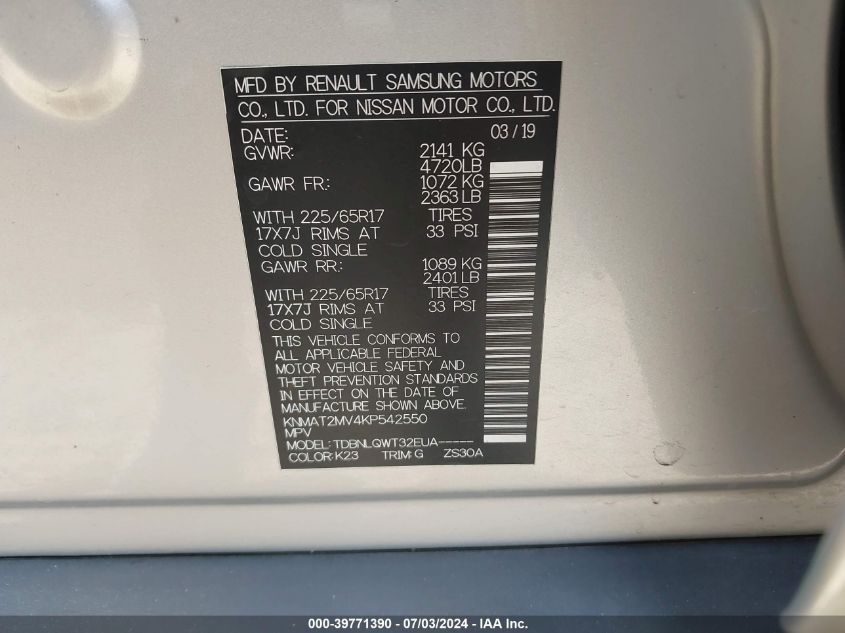 MFD BY RENAULT SAMSUNG MOTORS
CO., LTD. FOR NISSAN MOTOR CO., LTD.
DATE: 03/19
GVWR: 2141 KG
4720LB
GAWR FR: 1072 KG
2363LB
WITH 225/65R17 TIRES
17X7J RIMS AT 33 PSI
COLD SINGLE
GAWR RR: 1089 KG
2401LB
WITH 225/65R17 TIRES
17X7J RIMS AT 33 PSI
COLD SINGLE
THIS VEHICLE CONFORMS TO
ALL APPLICABLE FEDERAL
MOTOR VEHICLE SAFETY AND
THEFT PREVENTION STANDARDS
IN EFFECT ON THE DATE OF
MANUFACTURE SHOWN ABOVE.
KNMAT2MV4KP542550
MPV
MODEL: TDBNLQWT32EUA-----
COLOR: K23 TRIM: G ZS30A
000-39771390 - 07/03/2024 - IAA Inc.